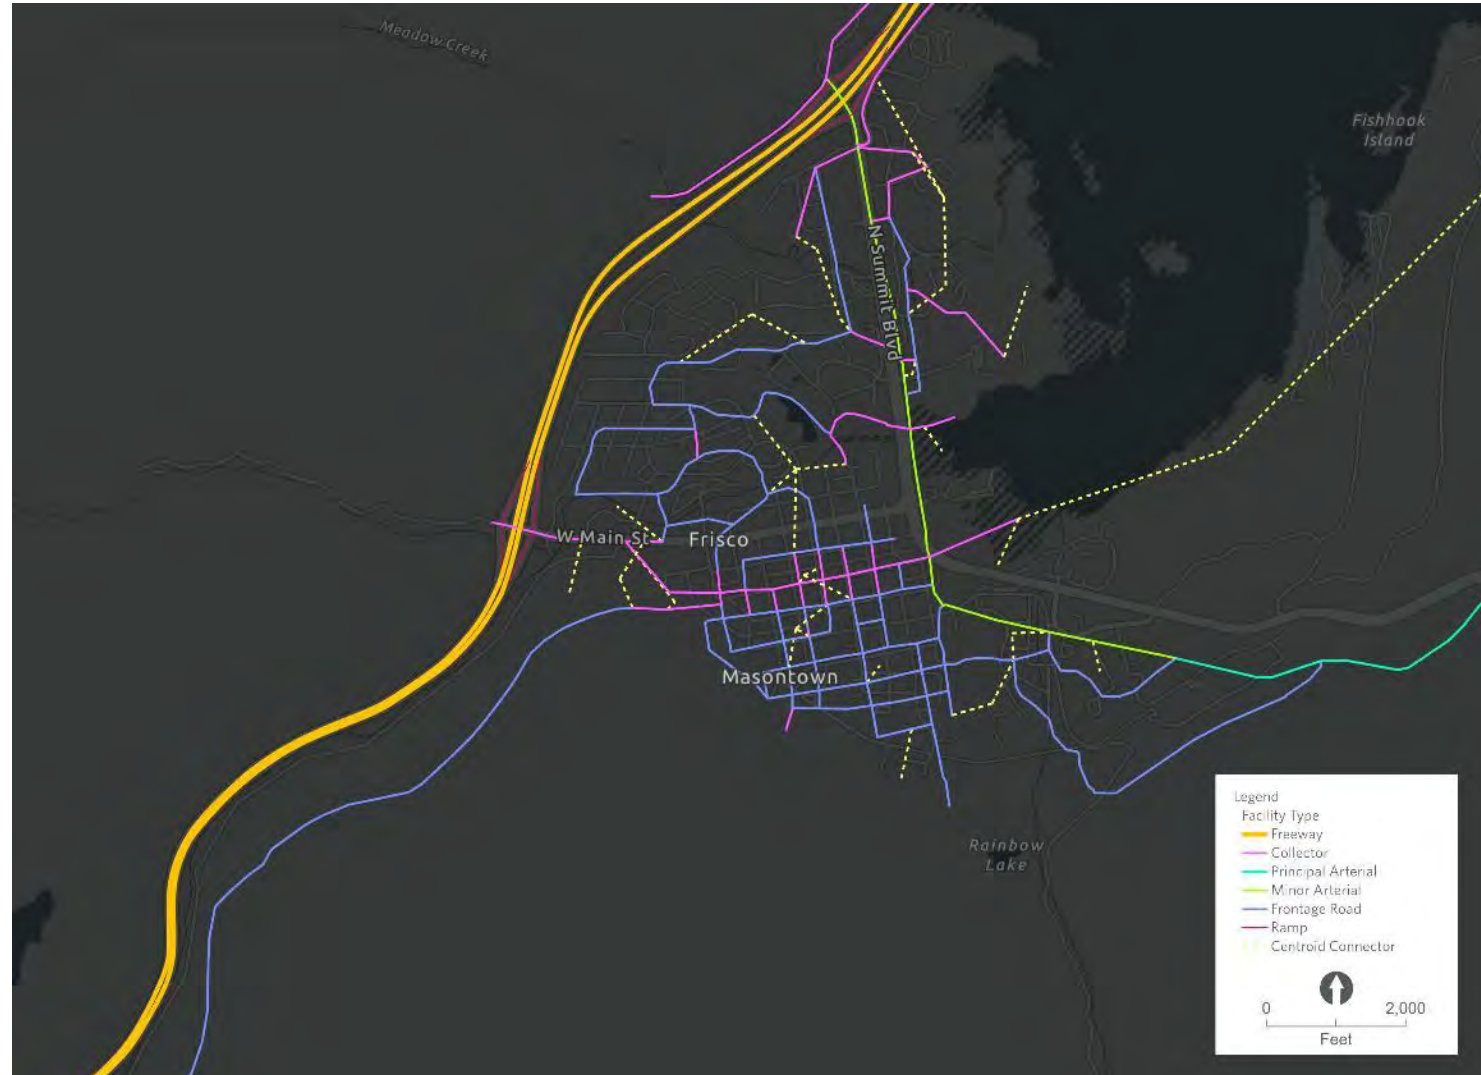 Meadow Creek
Fishhook
Island
N Summit Blvd
W Main St
Frisco
Masontown
Rainbow
Lake
Legend
Facility Type
Freeway
Collector
Principal Arterial
Minor Arterial
Frontage Road
Ramp
Centroid Connector
0 2,000
Feet